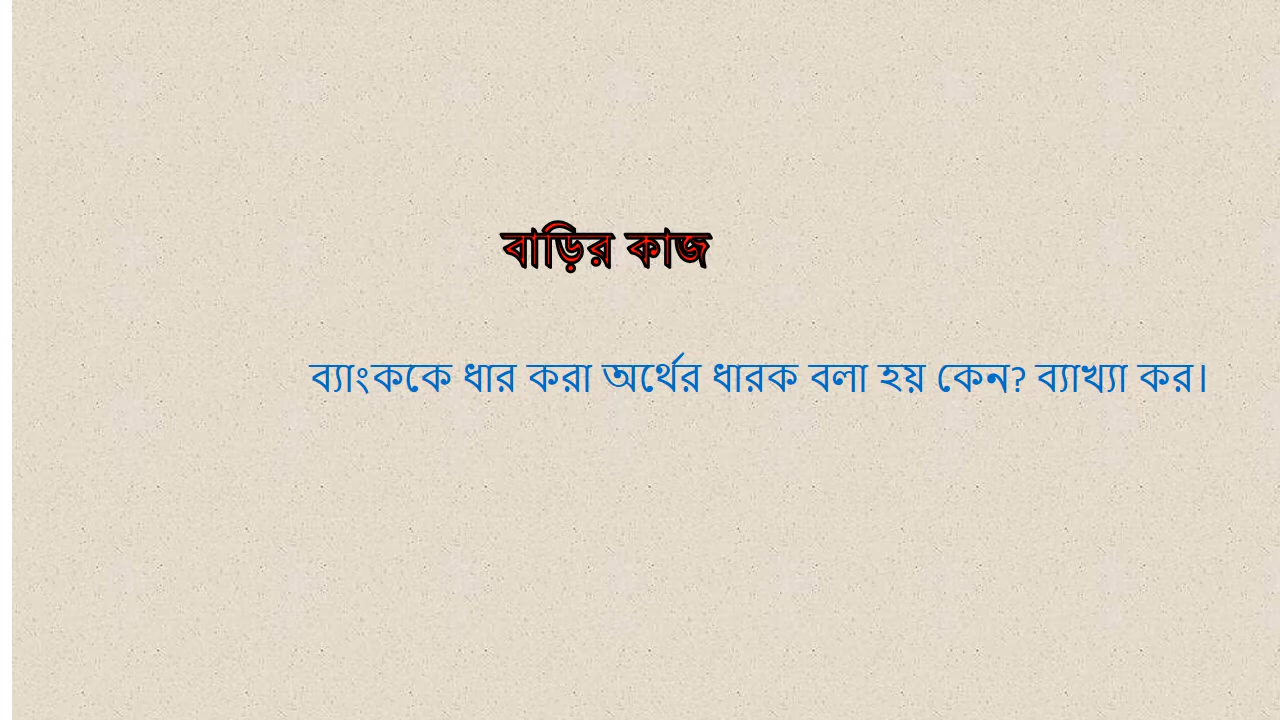 বাড়ির কাজ
ব্যাংককে ধার করা অর্থের ধারক বলা হয় কেন? ব্যাখ্যা কর।